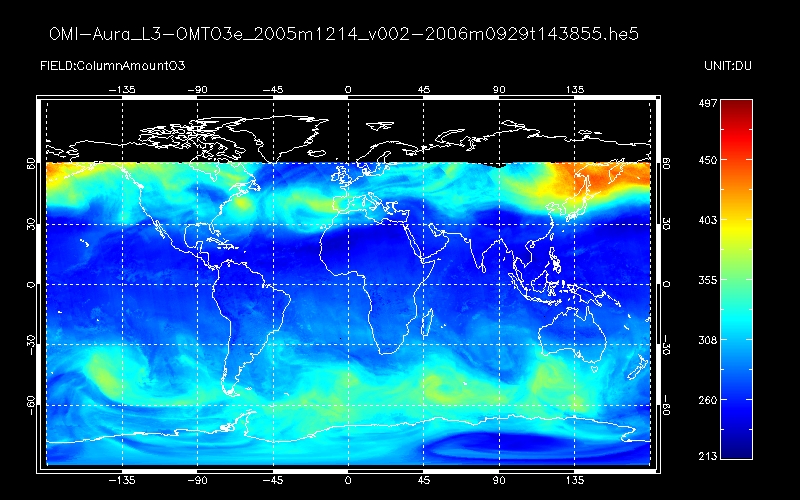 OMI-Aura_L3-OMTO3e_2005m1214_v002-2006m0929t143855.he5
FIELD:ColumnAmountO3 UNIT:DU
-135 -90 -45 0 45 90 135
497
60 60 450
30 30 403
0 0 355
-30 -30 308
-60 -60 260
213
-135 -90 -45 0 45 90 135